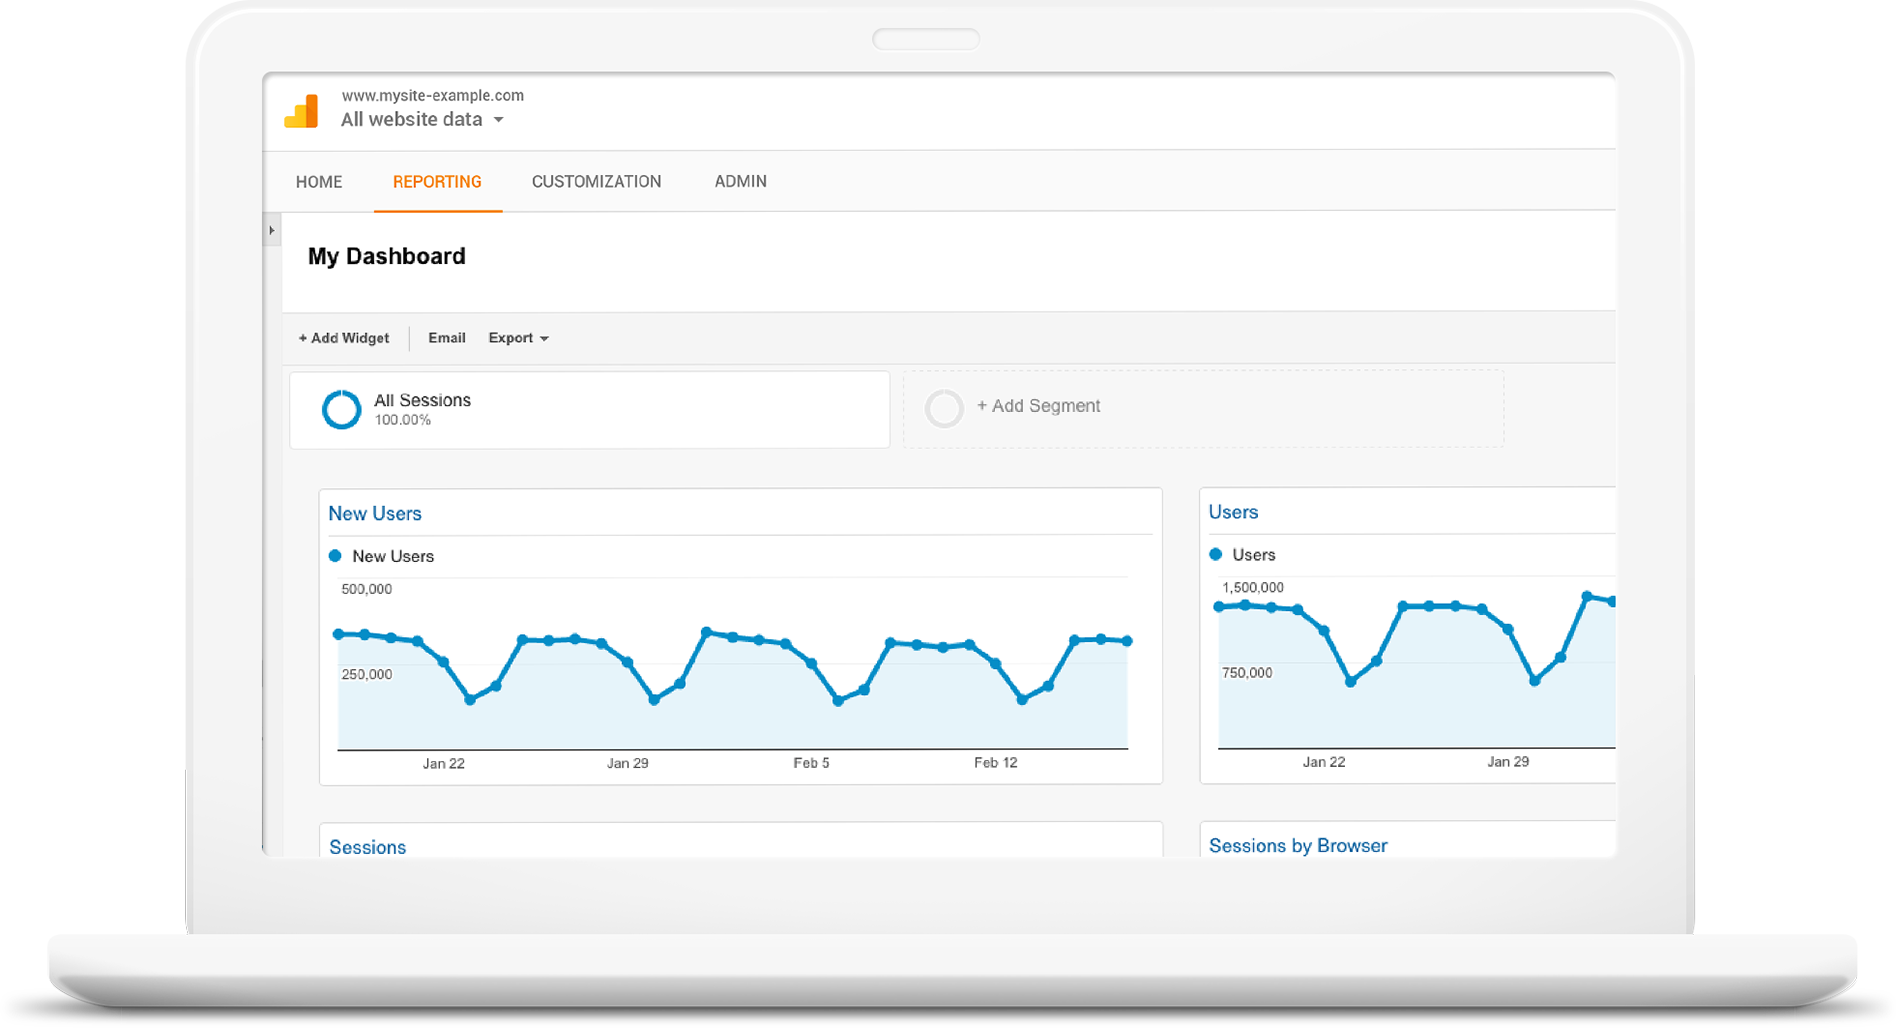 www.mysite-example.com
All website data
HOME REPORTING CUSTOMIZATION ADMIN
My Dashboard
+ Add Widget Email Export
All Sessions
100.00%
+ Add Segment
New Users
New Users
500,000
250,000
Jan 22 Jan 29 Feb 5 Feb 12
Users
Users
1,500,000
750,000
Jan 22 Jan 29
Sessions
Sessions by Browser